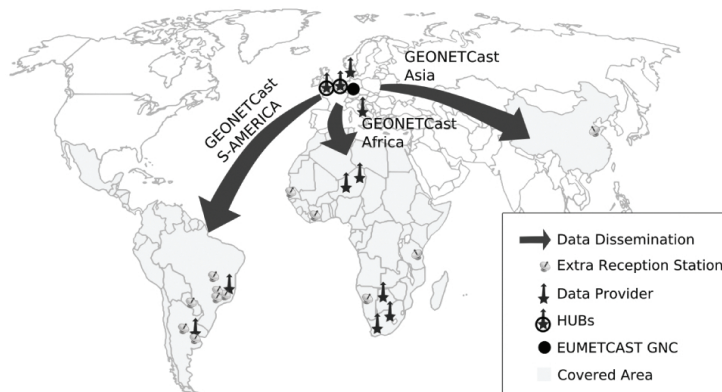 GEONETCast
Asia
GEONETCast
S-AMERICA
GEONETCast
Africa
Data Dissemination
Extra Reception Station
Data Provider
HUBs
EUMETCAST GNC
Covered Area